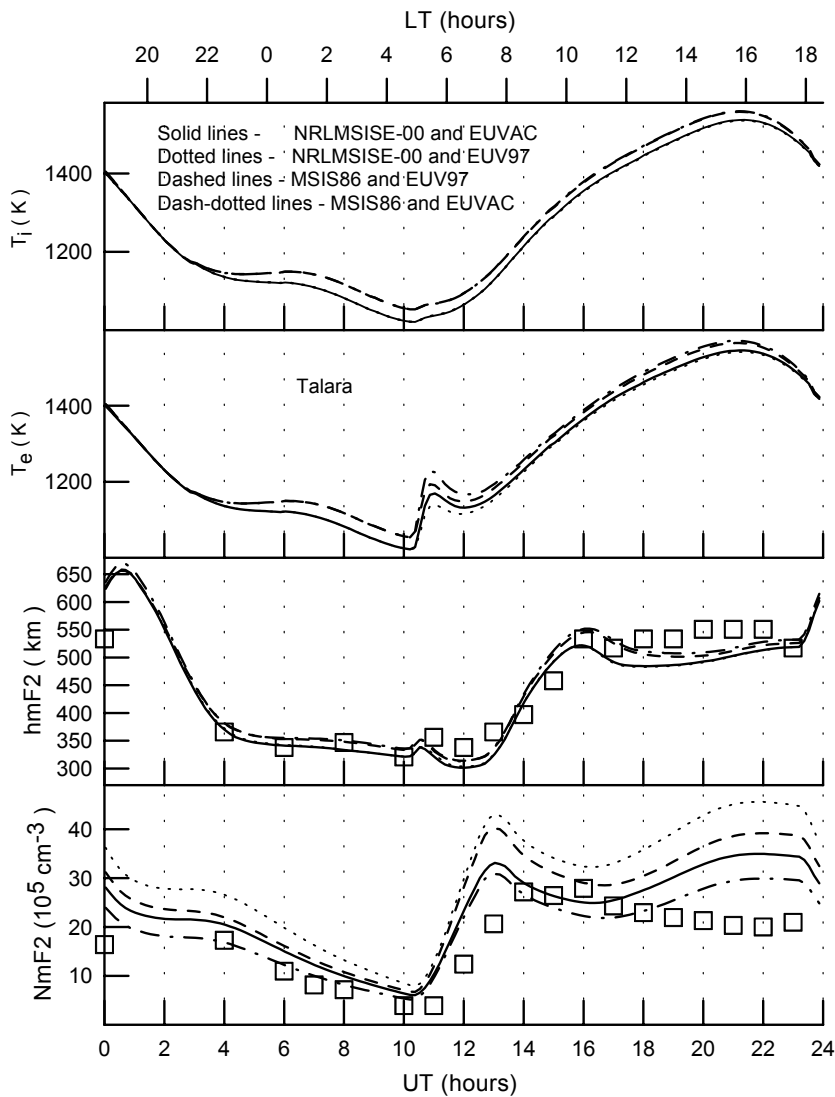 LT (hours)
20 22 0 2 4 6 8 10 12 14 16 18
Solid lines - NRLMSISE-00 and EUVAC
Dotted lines - NRLMSISE-00 and EUV97
Dashed lines - MSIS86 and EUV97
Dash-dotted lines - MSIS86 and EUVAC
1400
1200
Ti (K)
Talara
1400
1200
Te (K)
650
600
550
500
450
400
350
300
hmF2 (km)
40
30
20
10
NmF2 (10⁵ cm⁻³)
0 2 4 6 8 10 12 14 16 18 20 22 24
UT (hours)